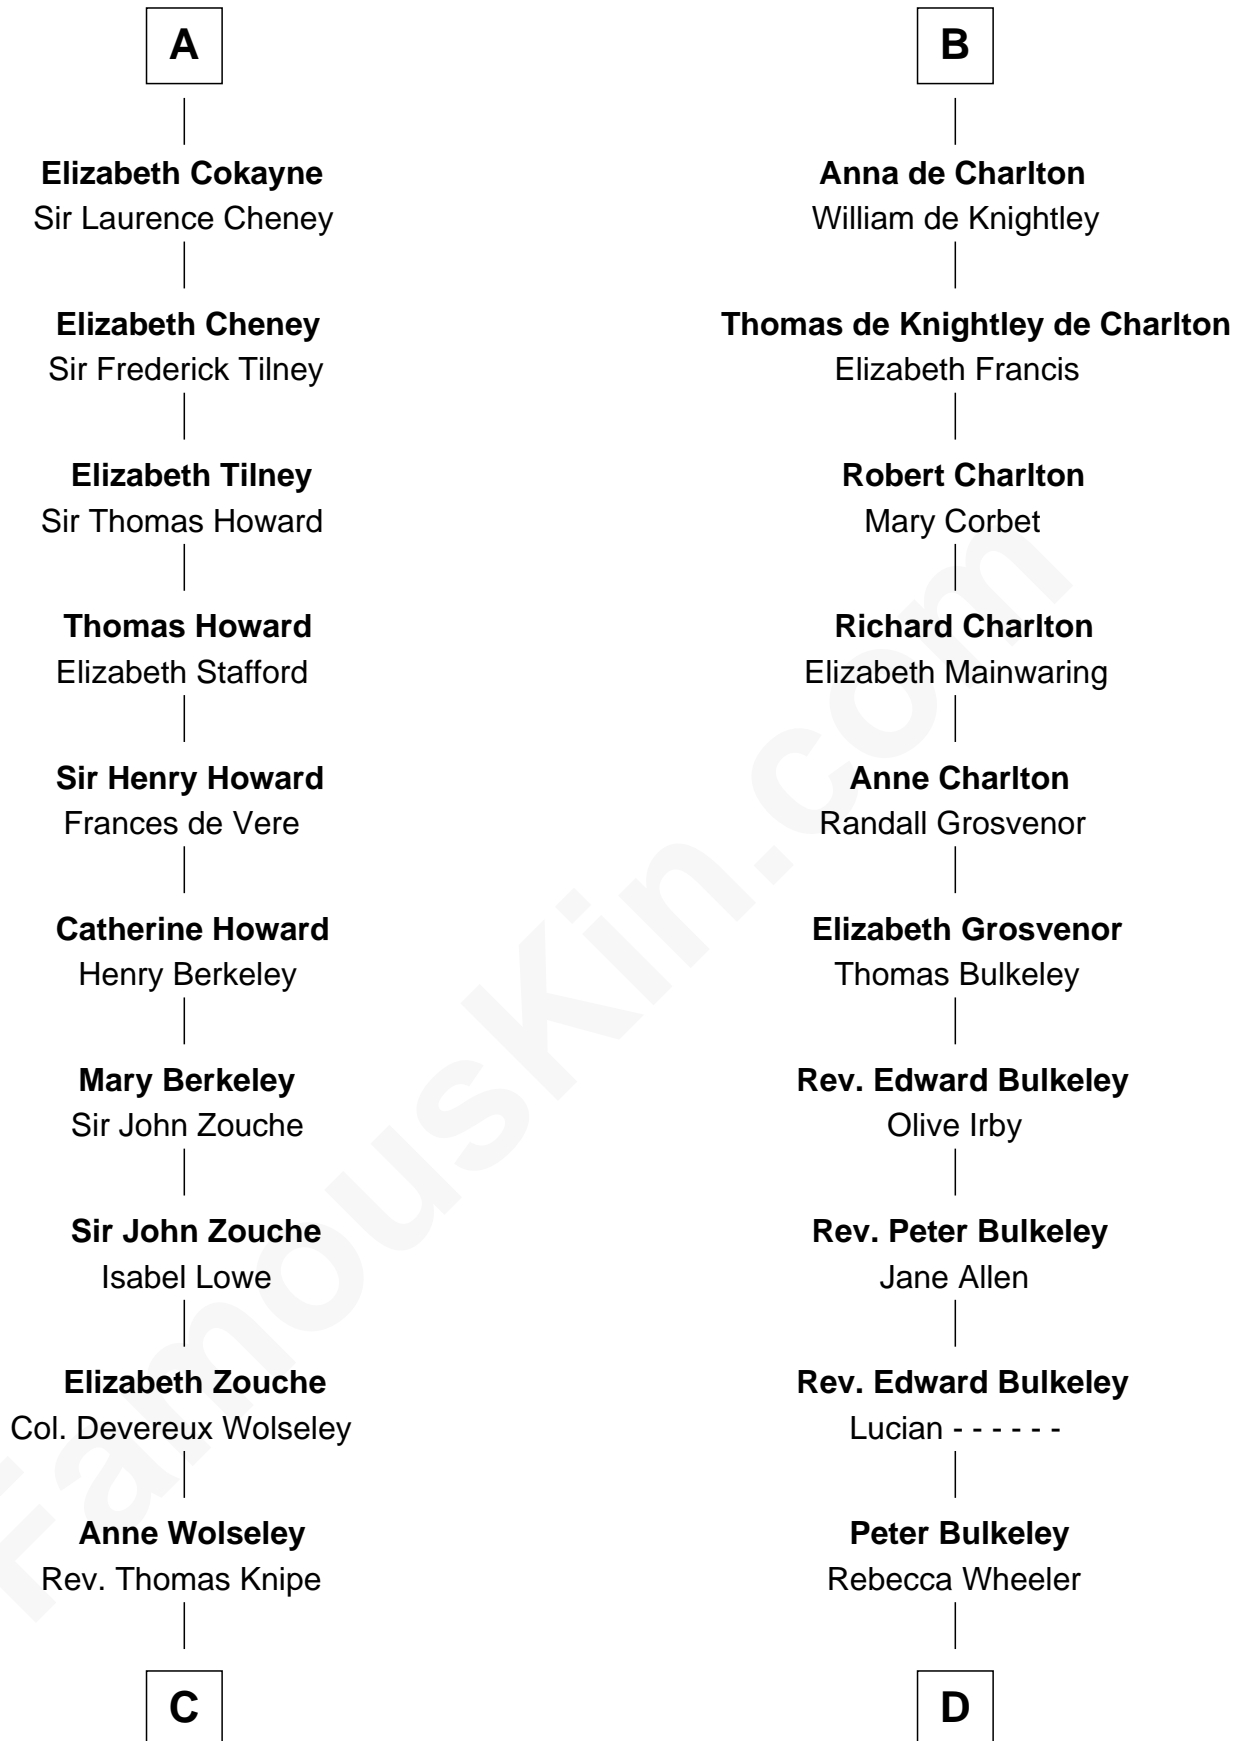 A
Elizabeth Cokayne
Sir Laurence Cheney
Elizabeth Cheney
Sir Frederick Tilney
Elizabeth Tilney
Sir Thomas Howard
Thomas Howard
Elizabeth Stafford
Sir Henry Howard
Frances de Vere
Catherine Howard
Henry Berkeley
Mary Berkeley
Sir John Zouche
Sir John Zouche
Isabel Lowe
Elizabeth Zouche
Col. Devereux Wolseley
Anne Wolseley
Rev. Thomas Knipe
C
B
Anna de Charlton
William de Knightley
Thomas de Knightley de Charlton
Elizabeth Francis
Robert Charlton
Mary Corbet
Richard Charlton
Elizabeth Mainwaring
Anne Charlton
Randall Grosvenor
Elizabeth Grosvenor
Thomas Bulkeley
Rev. Edward Bulkeley
Olive Irby
Rev. Peter Bulkeley
Jane Allen
Rev. Edward Bulkeley
Lucian - - - - - -
Peter Bulkeley
Rebecca Wheeler
D
FamousKin.com